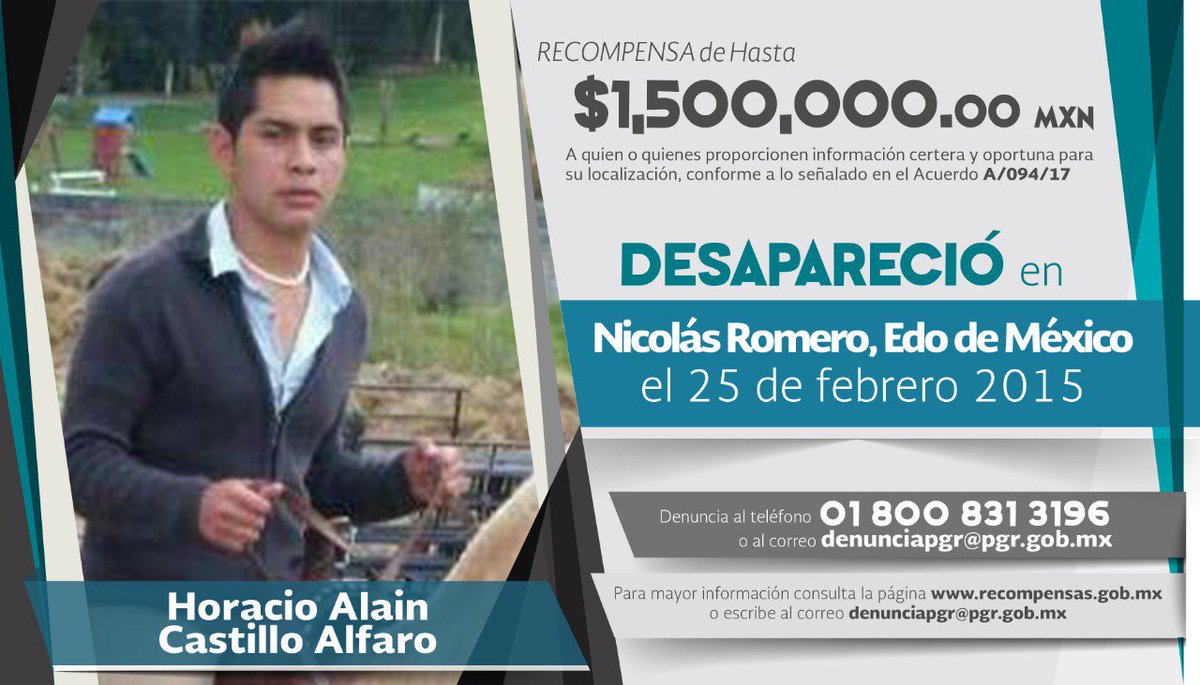 RECOMPENSA de Hasta
$1,500,000.00 MXN
A quien o quienes proporcionen información certera y oportuna para
su localización, conforme a lo señalado en el Acuerdo A/094/17
DESAPARECIÓ en
Nicolás Romero, Edo de México
el 25 de febrero 2015
Denuncia al teléfono 01 800 831 3196
o al correo denunciapgr@pgr.gob.mx
Para mayor información consulta la página www.recompensas.gob.mx
o escribe al correo denunciapgr@pgr.gob.mx
Horacio Alain
Castillo Alfaro